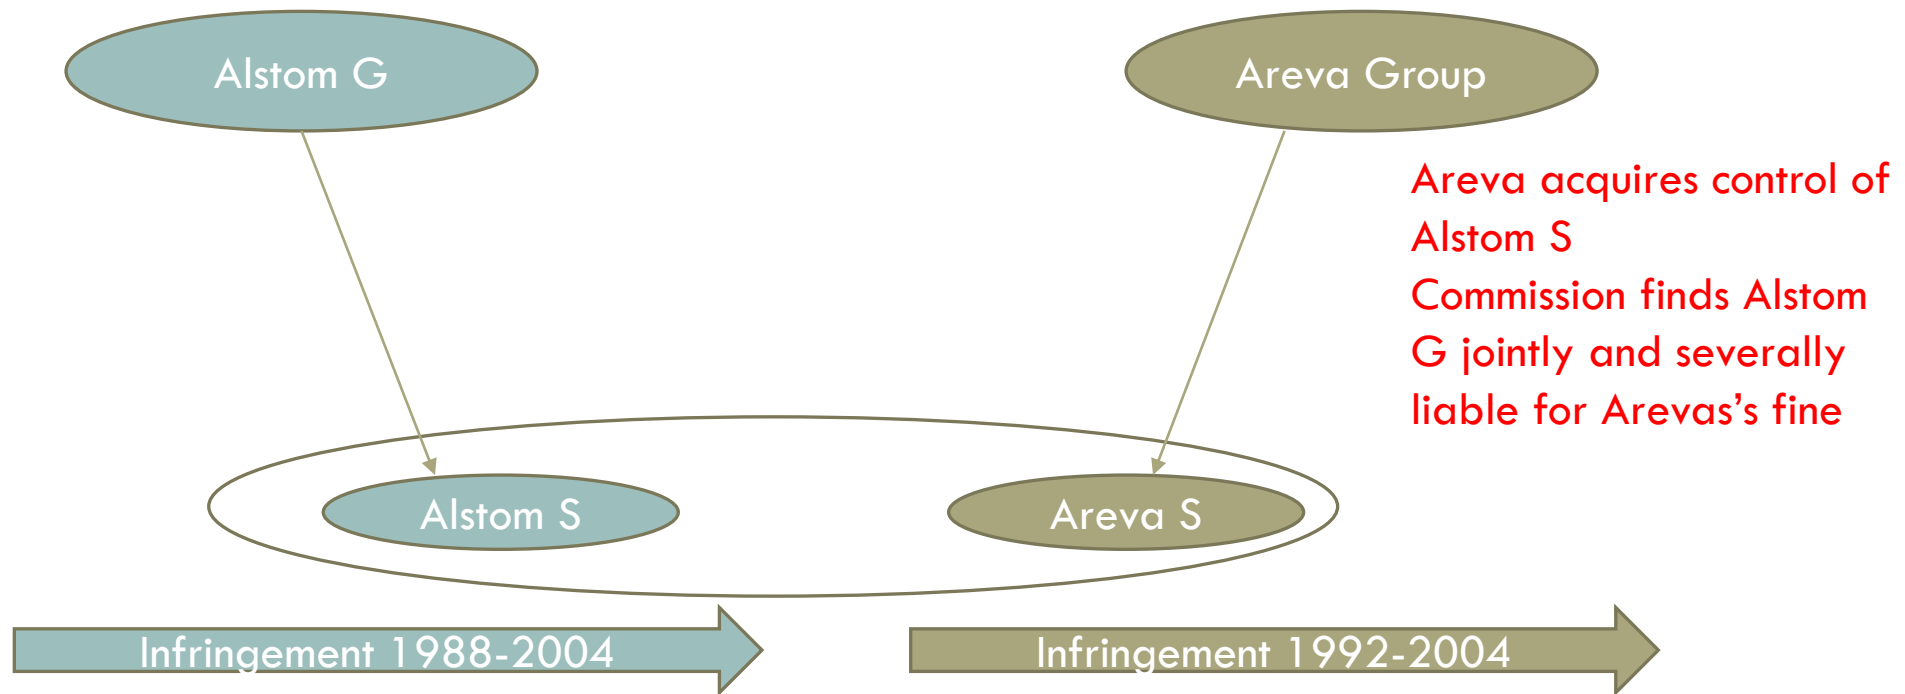 Alstom G
Areva Group
Areva acquires control of
Alstom S
Commission finds Alstom
G jointly and severally
liable for Arevas’s fine
Alstom S
Areva S
Infringement 1988-2004
Infringement 1992-2004